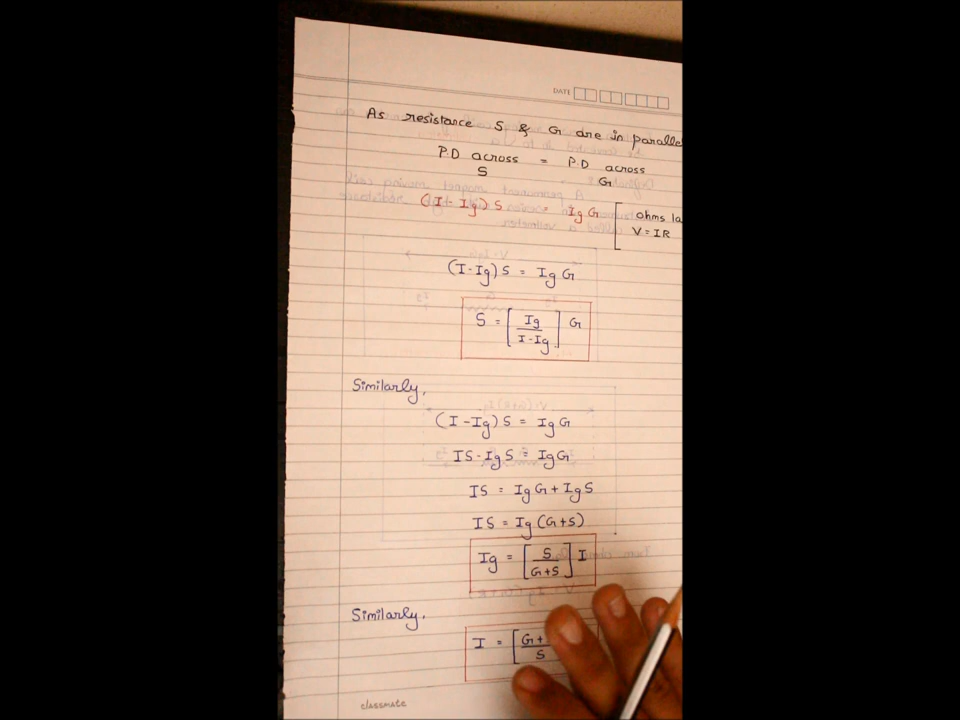 DATE
As resistance S & G are in parallel
P.D across = P.D across
S G
(I - Ig) S = Ig G [ ohms la
V = IR
(I - Ig) S = Ig G
S = [ Ig / I - Ig ] G
Similarly,
(I - Ig) S = Ig G
IS - Ig S = Ig G
IS = Ig G + Ig S
IS = Ig (G+S)
Ig = [ S / G+S ] I
Similarly,
I = [ G+ / S
classmate